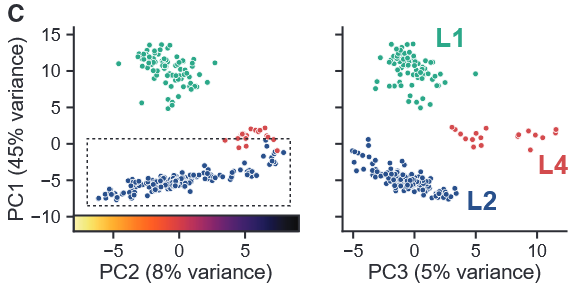 C
PC1 (45% variance)
15
10
5
0
−5
−10
−5 0 5
PC2 (8% variance)
L1
L4
L2
−5 0 5 10
PC3 (5% variance)